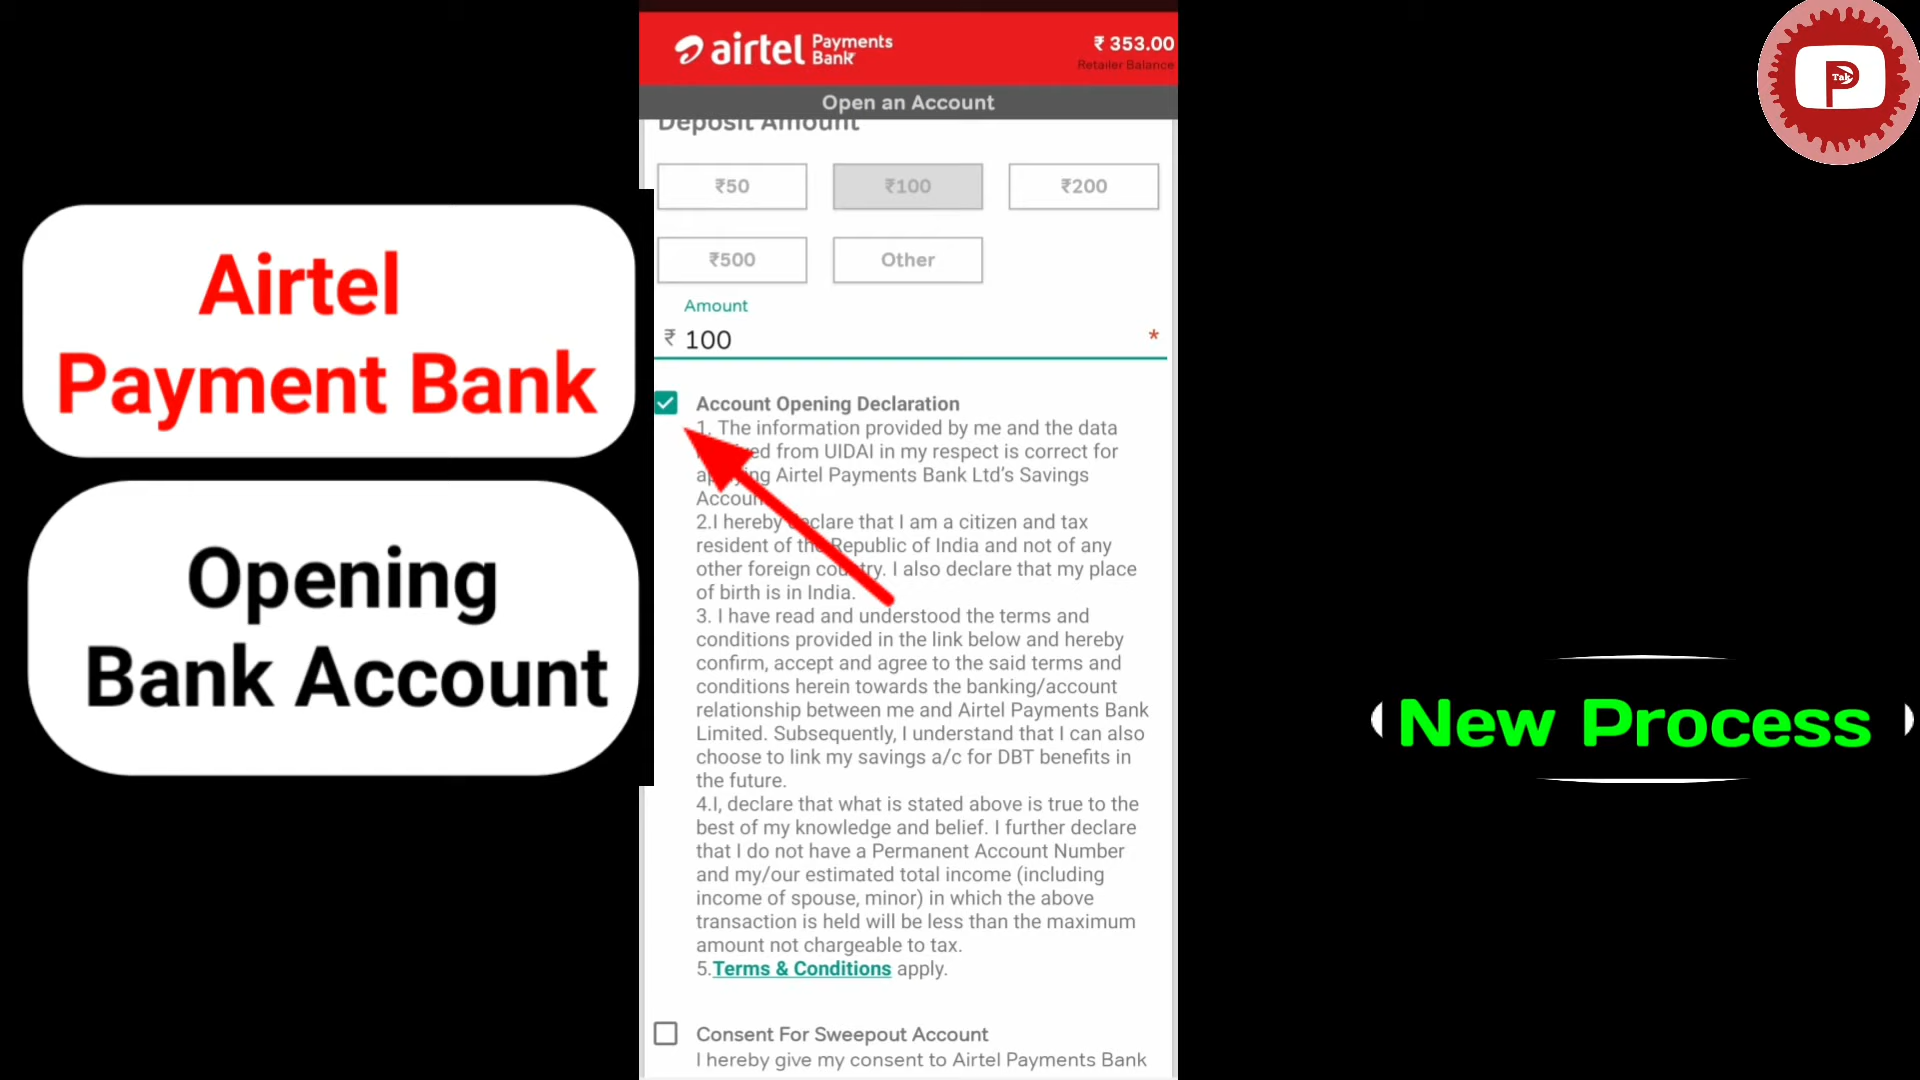 airtel Payments Bank
₹ 353.00
Retailer Balance
Open an Account
Deposit Amount
₹50
₹100
₹200
₹500
Other
Amount
₹ 100 *
Account Opening Declaration
1. The information provided by me and the data
from UIDAI in my respect is correct for
Airtel Payments Bank Ltd's Savings
2.I hereby declare that I am a citizen and tax
resident of the Republic of India and not of any
other foreign country. I also declare that my place
of birth is in India.
3. I have read and understood the terms and
conditions provided in the link below and hereby
confirm, accept and agree to the said terms and
conditions herein towards the banking/account
relationship between me and Airtel Payments Bank
Limited. Subsequently, I understand that I can also
choose to link my savings a/c for DBT benefits in
the future.
4.I, declare that what is stated above is true to the
best of my knowledge and belief. I further declare
that I do not have a Permanent Account Number
and my/our estimated total income (including
income of spouse, minor) in which the above
transaction is held will be less than the maximum
amount not chargeable to tax.
5.Terms & Conditions apply.
Consent For Sweepout Account
I hereby give my consent to Airtel Payments Bank
Airtel
Payment Bank
Opening
Bank Account
P
Tak
New Process